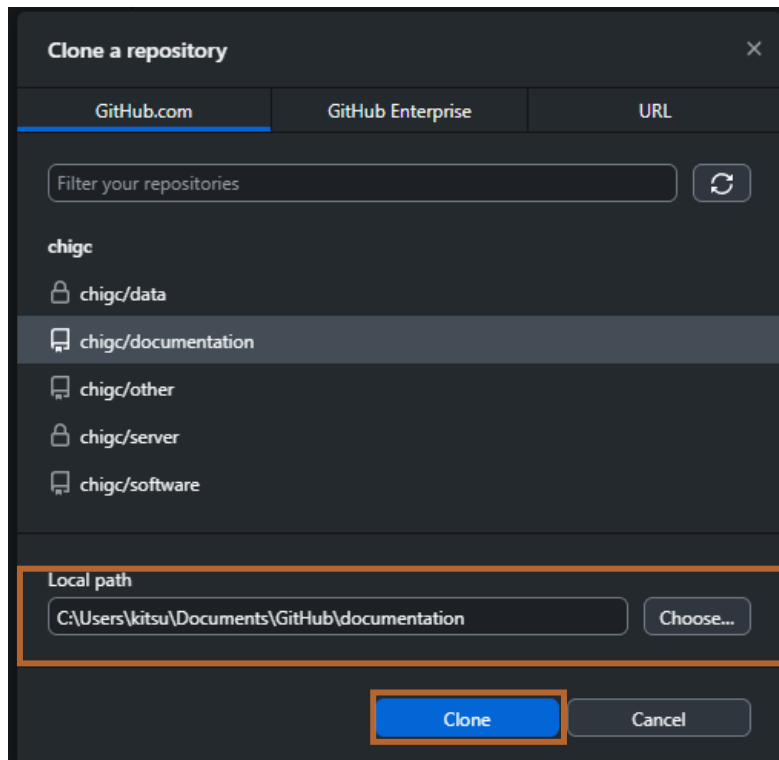 Clone a repository
GitHub.com GitHub Enterprise URL
Filter your repositories
chigc
chigc/data
chigc/documentation
chigc/other
chigc/server
chigc/software
Local path
C:\Users\kitsu\Documents\GitHub\documentation Choose...
Clone Cancel